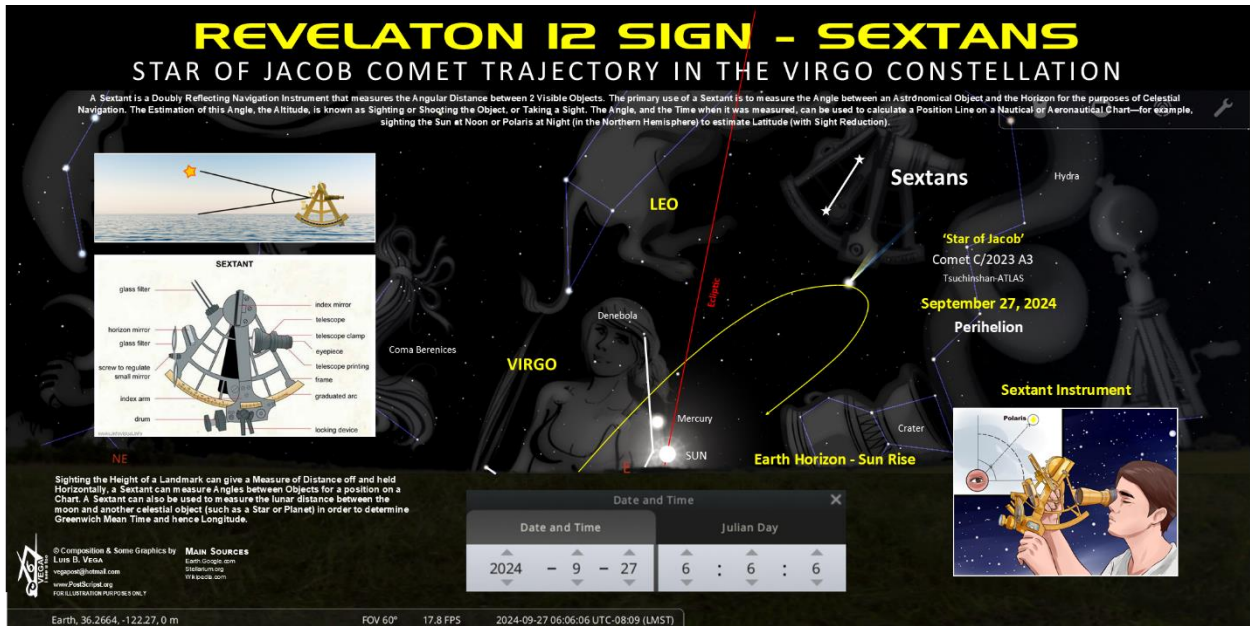 REVELATON 12 SIGN - SEXTANS
STAR OF JACOB COMET TRAJECTORY IN THE VIRGO CONSTELLATION
A Sextant is a Doubly Reflecting Navigation Instrument that measures the Angular Distance between 2 Visible Objects. The primary use of a Sextant is to measure the Angle between an Astronomical Object and the Horizon for the purposes of Celestial
Navigation. The Estimation of this Angle, the Altitude, is known as Sighting or Shooting the Object, or Taking a Sight. The Angle, and the Time when it was measured, can be used to calculate a Position Line on a Nautical or Aeronautical Chart—for example,
sighting the Sun at Noon or Polaris at Night (in the Northern Hemisphere) to estimate Latitude (with Sight Reduction).
Sextans
Hydra
LEO
'Star of Jacob'
Comet C/2023 A3
Tsuchinshan-ATLAS
September 27, 2024
Perihelion
Ecliptic
SEXTANT
glass filter
horizon mirror
glass filter
screw to regulate
small mirror
index arm
drum
index mirror
telescope
telescope clamp
eyepiece
telescope printing
frame
graduated arc
locking device
Coma Berenices
Denebola
VIRGO
Mercury
SUN
Crater
Sextant Instrument
Polaris
NE
E
Earth Horizon - Sun Rise
Sighting the Height of a Landmark can give a Measure of Distance off and held
Horizontally, a Sextant can measure Angles between Objects for a position on a
Chart. A Sextant can also be used to measure the lunar distance between the
moon and another celestial object (such as a Star or Planet) in order to determine
Greenwich Mean Time and hence Longitude.
Date and Time
Date and Time
Julian Day
2024 - 9 - 27
6 : 6 : 6
VEGA
© Composition & Some Graphics by
LUIS B. VEGA
vegapost@hotmail.com
www.PostScripst.org
FOR ILLUSTRATION PURPOSES ONLY
MAIN SOURCES
Earth.Google.com
Stellarium.org
Wikipedia.com
Earth, 36.2664, -122.27, 0 m
FOV 60°
17.8 FPS
2024-09-27 06:06:06 UTC-08:09 (LMST)